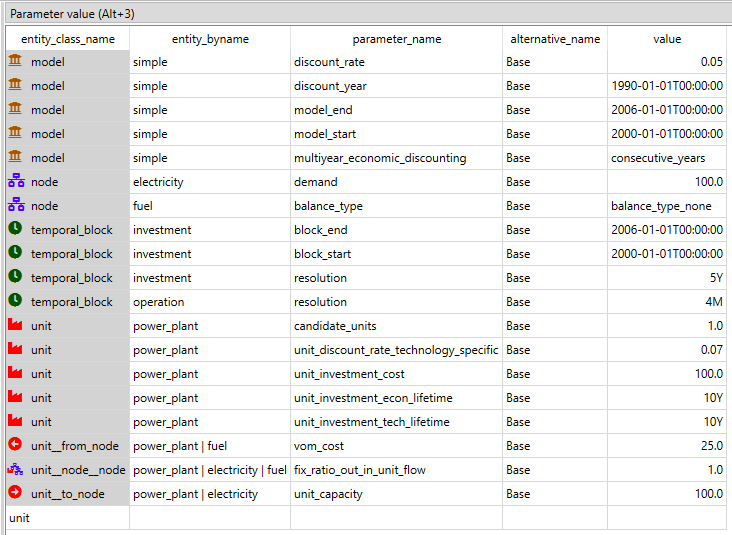 Parameter value (Alt+3)
entity_class_name entity_byname parameter_name alternative_name value
model simple discount_rate Base 0.05
model simple discount_year Base 1990-01-01T00:00:00
model simple model_end Base 2006-01-01T00:00:00
model simple model_start Base 2000-01-01T00:00:00
model simple multiyear_economic_discounting Base consecutive_years
node electricity demand Base 100.0
node fuel balance_type Base balance_type_none
temporal_block investment block_end Base 2006-01-01T00:00:00
temporal_block investment block_start Base 2000-01-01T00:00:00
temporal_block investment resolution Base 5Y
temporal_block operation resolution Base 4M
unit power_plant candidate_units Base 1.0
unit power_plant unit_discount_rate_technology_specific Base 0.07
unit power_plant unit_investment_cost Base 100.0
unit power_plant unit_investment_econ_lifetime Base 10Y
unit power_plant unit_investment_tech_lifetime Base 10Y
unit__from_node power_plant | fuel vom_cost Base 25.0
unit__node__node power_plant | electricity | fuel fix_ratio_out_in_unit_flow Base 1.0
unit__to_node power_plant | electricity unit_capacity Base 100.0
unit